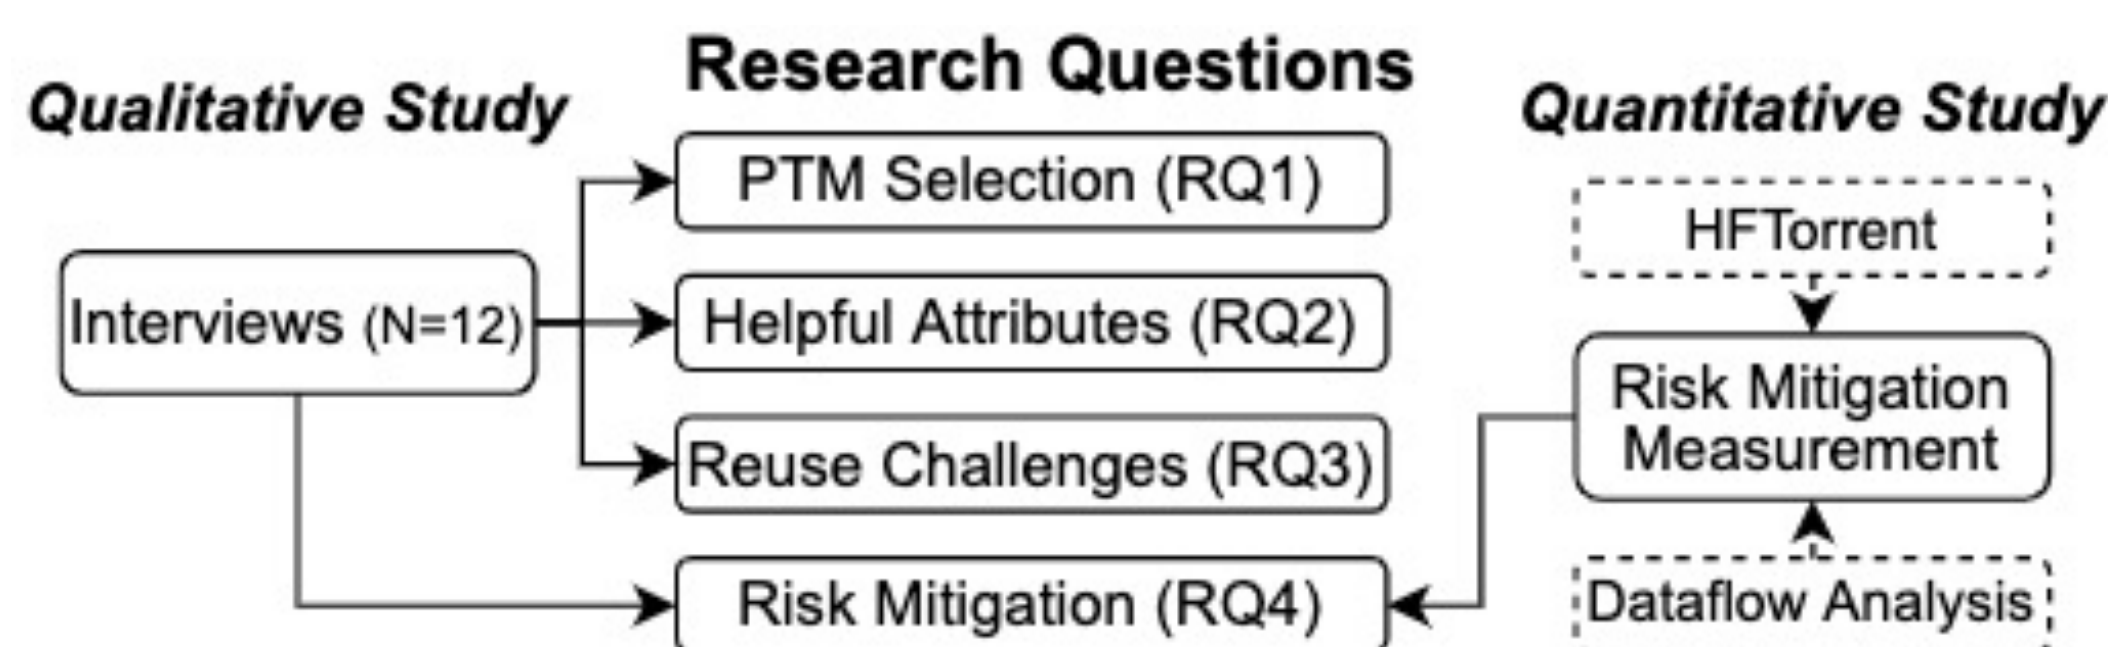 Research Questions
Qualitative Study
Quantitative Study
PTM Selection (RQ1)
HFTorrent
Interviews (N=12)
Helpful Attributes (RQ2)
Risk Mitigation
Measurement
Reuse Challenges (RQ3)
Risk Mitigation (RQ4)
Dataflow Analysis